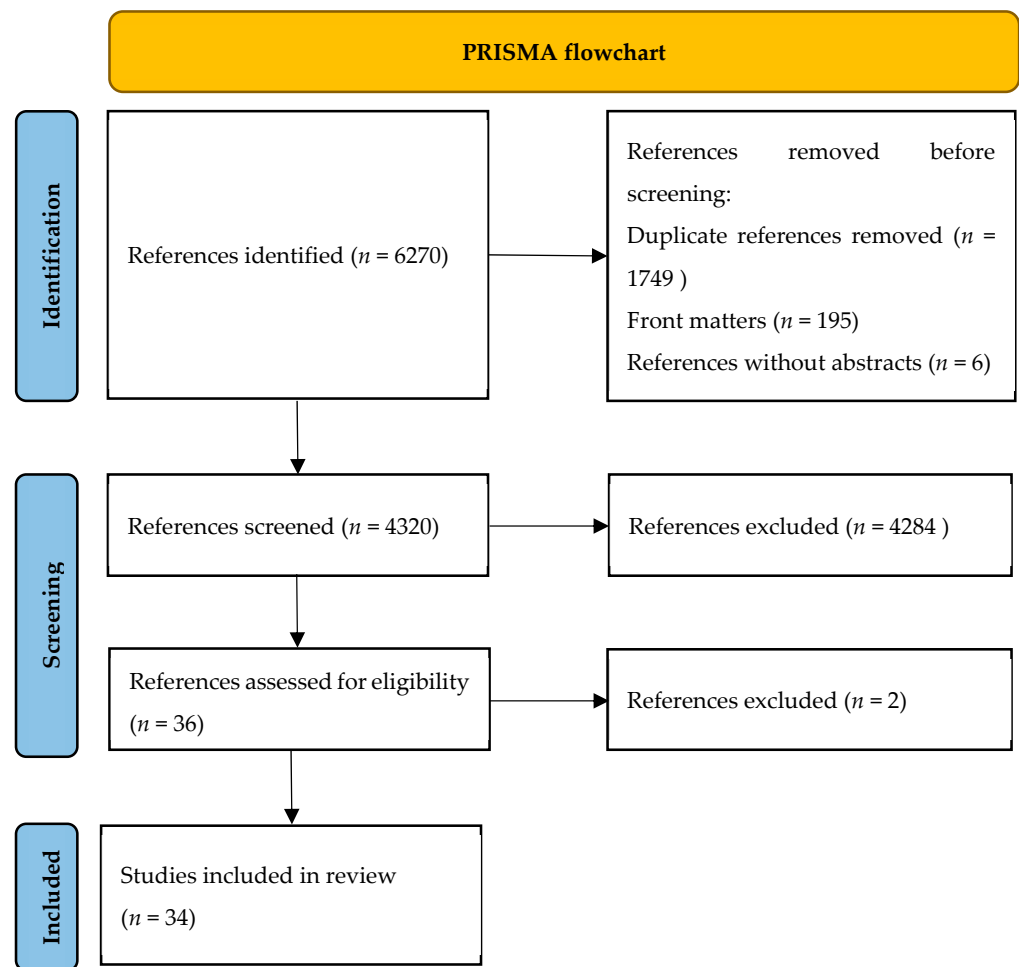 PRISMA flowchart
Identification
References identified (n = 6270)
References removed before
screening:
Duplicate references removed (n =
1749 )
Front matters (n = 195)
References without abstracts (n = 6)
Screening
References screened (n = 4320)
References excluded (n = 4284 )
References assessed for eligibility
(n = 36)
References excluded (n = 2)
Included
Studies included in review
(n = 34)